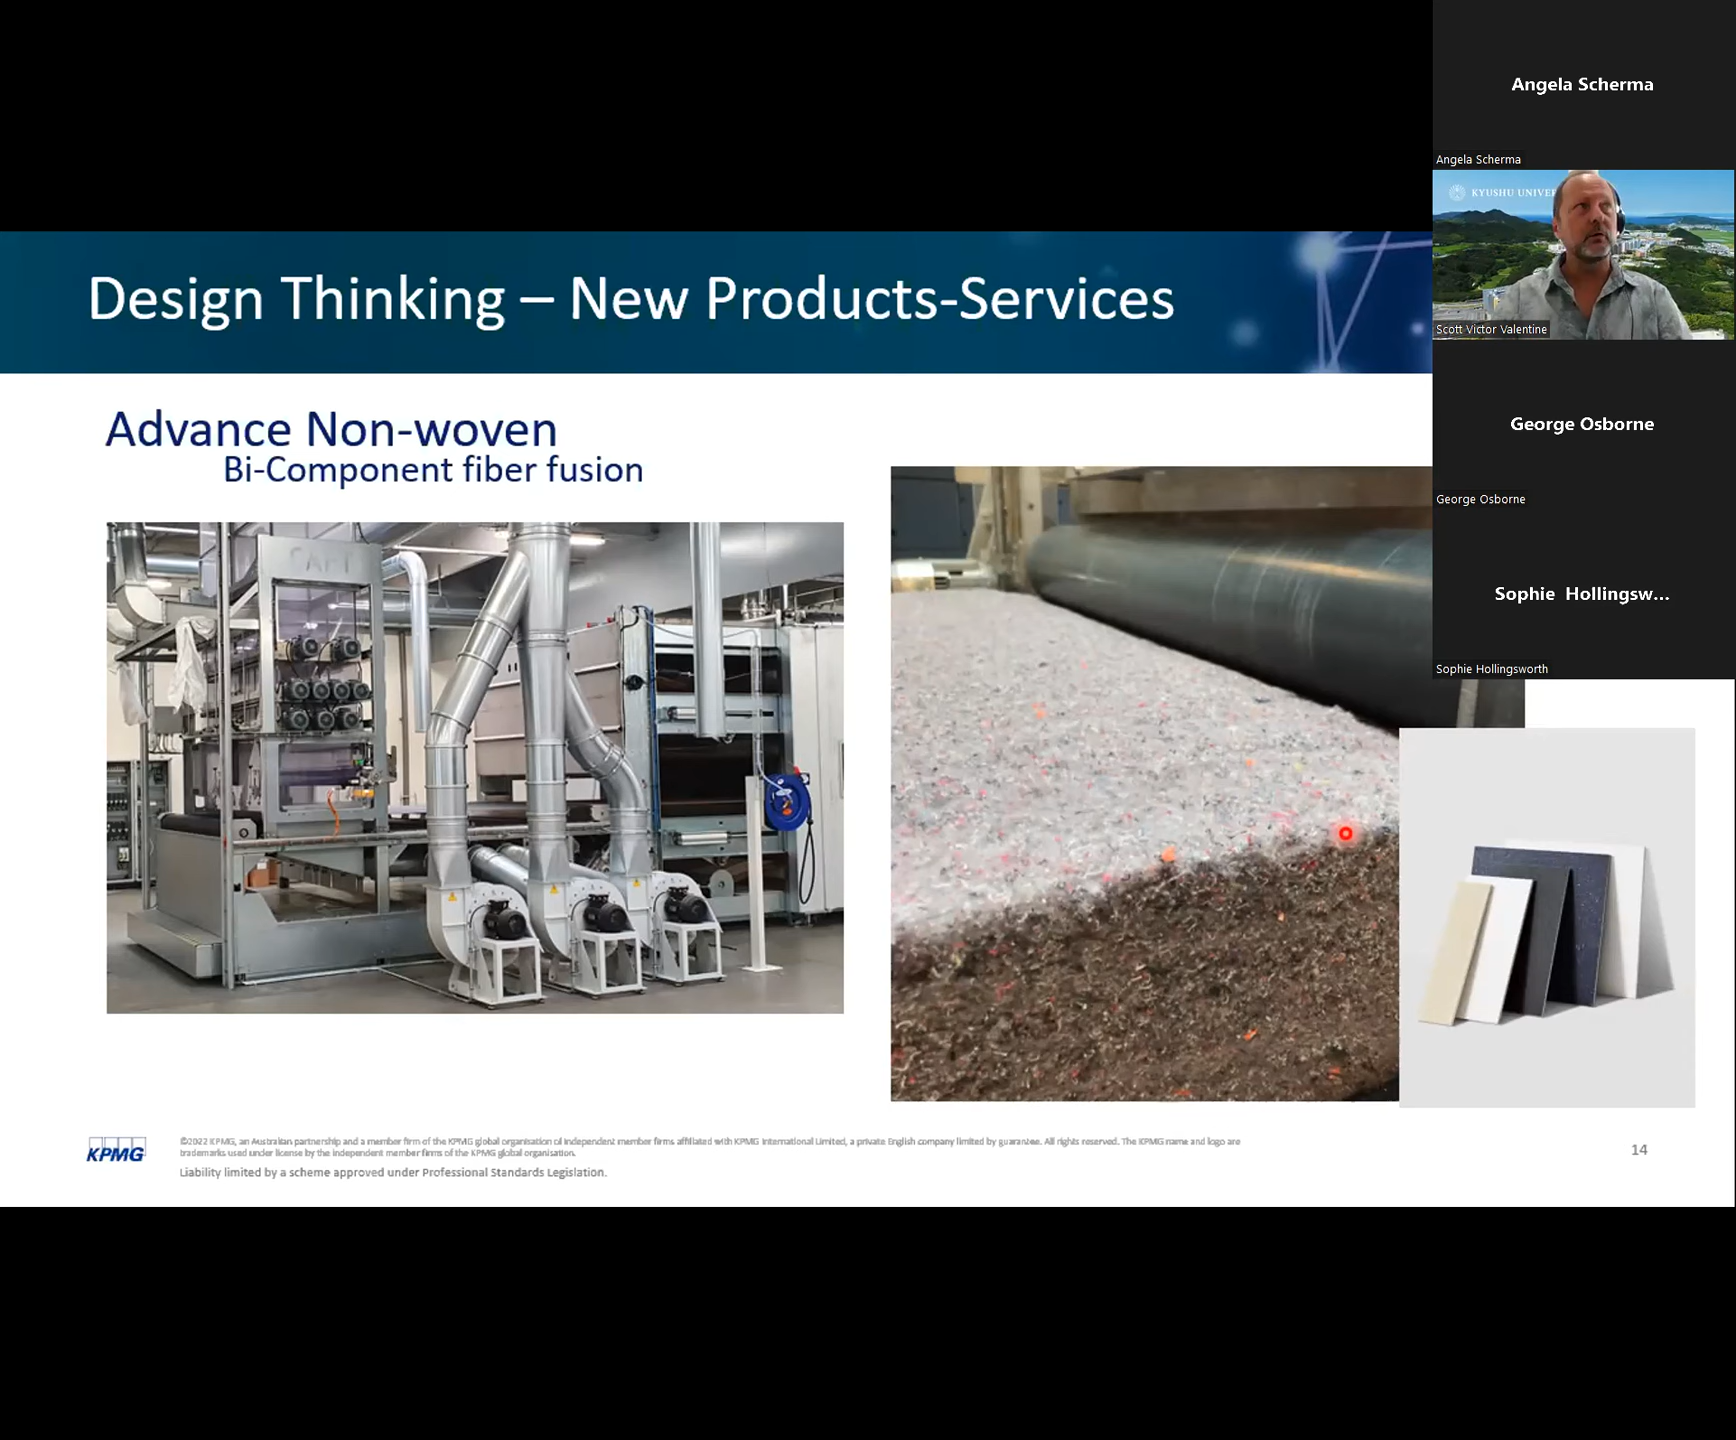 Angela Scherma
Angela Scherma
KYUSHU UNIVER
Scott Victor Valentine
George Osborne
George Osborne
Sophie Hollingsw...
Sophie Hollingsworth
Design Thinking – New Products-Services
Advance Non-woven
Bi-Component fiber fusion
KPMG
©2022 KPMG, an Australian partnership and a member firm of the KPMG global organisation of independent member firms affiliated with KPMG International Limited, a private English company limited by guarantee. All rights reserved. The KPMG name and logo are
trademarks used under license by the independent member firms of the KPMG global organisation.
Liability limited by a scheme approved under Professional Standards Legislation.
14